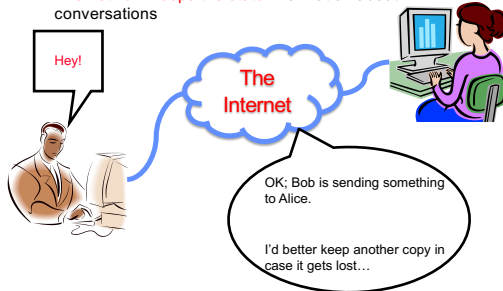 conversations
Hey!
The
Internet
OK; Bob is sending something
to Alice.
I'd better keep another copy in
case it gets lost…